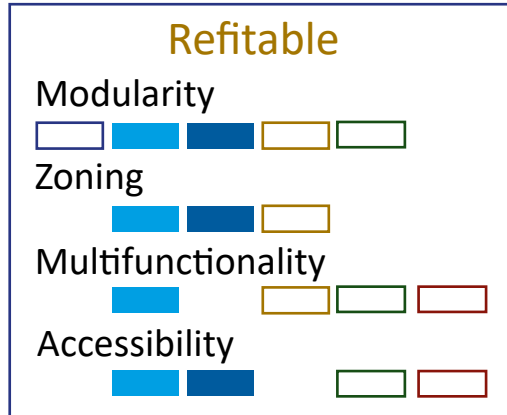 Refitable
Modularity
Zoning
Multifunctionality
Accessibility